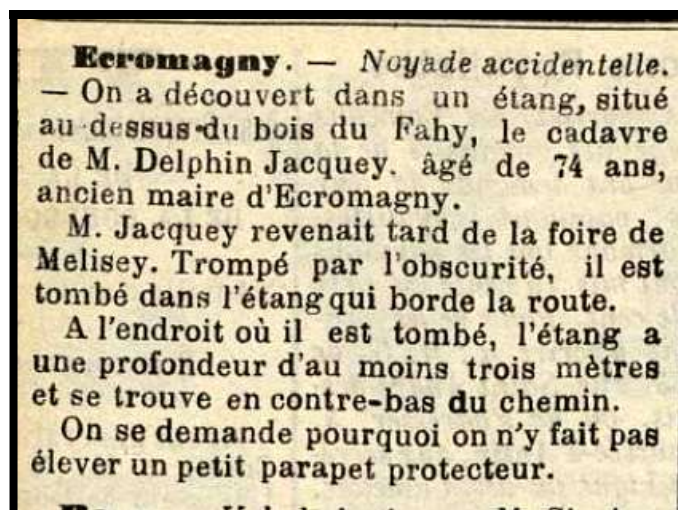 Ecromagny. — Noyade accidentelle.
— On a découvert dans un étang, situé
au-dessus du bois du Fahy, le cadavre
de M. Delphin Jacquey. âgé de 74 ans,
ancien maire d'Ecromagny.
M. Jacquey revenait tard de la foire de
Melisey. Trompé par l'obscurité, il est
tombé dans l'étang qui borde la route.
A l'endroit où il est tombé, l'étang a
une profondeur d'au moins trois mètres
et se trouve en contre-bas du chemin.
On se demande pourquoi on n'y fait pas
élever un petit parapet protecteur.